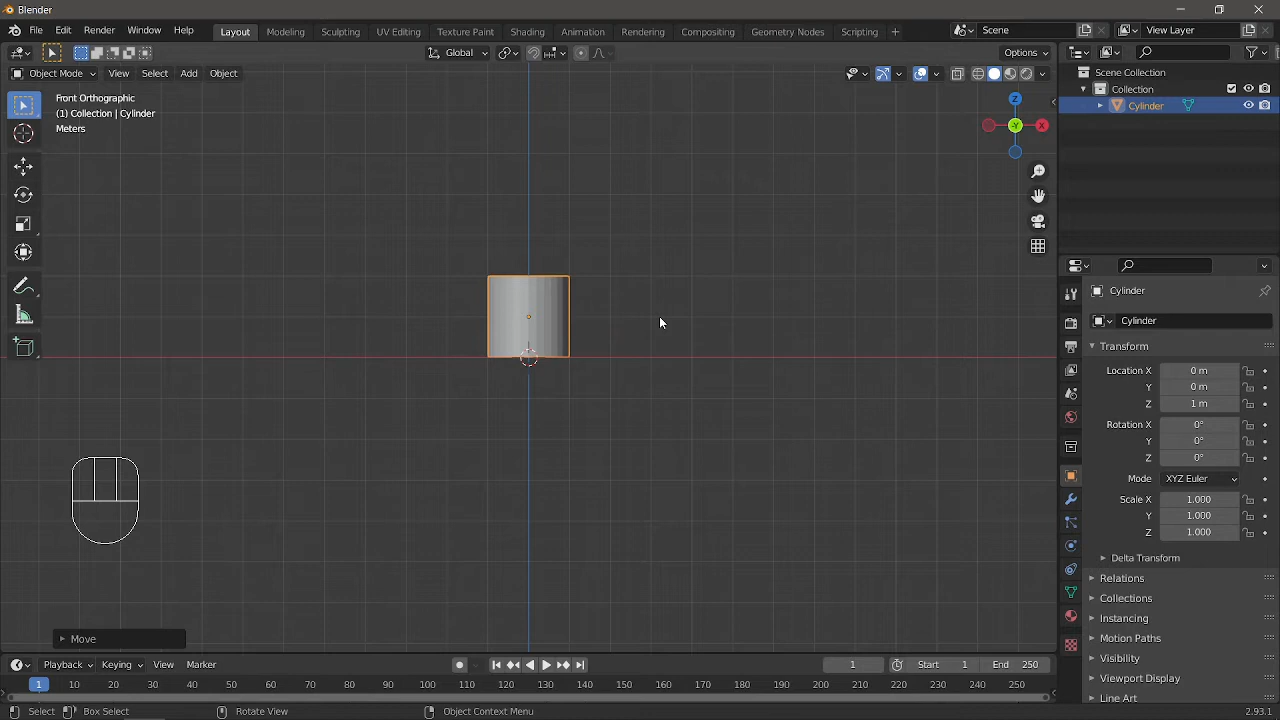 Blender
File Edit Render Window Help
Layout Modeling Sculpting UV Editing Texture Paint Shading Animation Rendering Compositing Geometry Nodes Scripting +
Scene
View Layer
Global
Options
Object Mode View Select Add Object
Front Orthographic
(1) Collection | Cylinder
Meters
Z
-Y
X
Scene Collection
Collection
Cylinder
Cylinder
Cylinder
Transform
Location X 0 m
Y 0 m
Z 1 m
Rotation X 0°
Y 0°
Z 0°
Mode XYZ Euler
Scale X 1.000
Y 1.000
Z 1.000
Delta Transform
Relations
Collections
Instancing
Motion Paths
Visibility
Viewport Display
Line Art
Move
Playback Keying View Marker
1 Start 1 End 250
1 10 20 30 40 50 60 70 80 90 100 110 120 130 140 150 160 170 180 190 200 210 220 230 240 250
Select Box Select Rotate View Object Context Menu 2.93.1